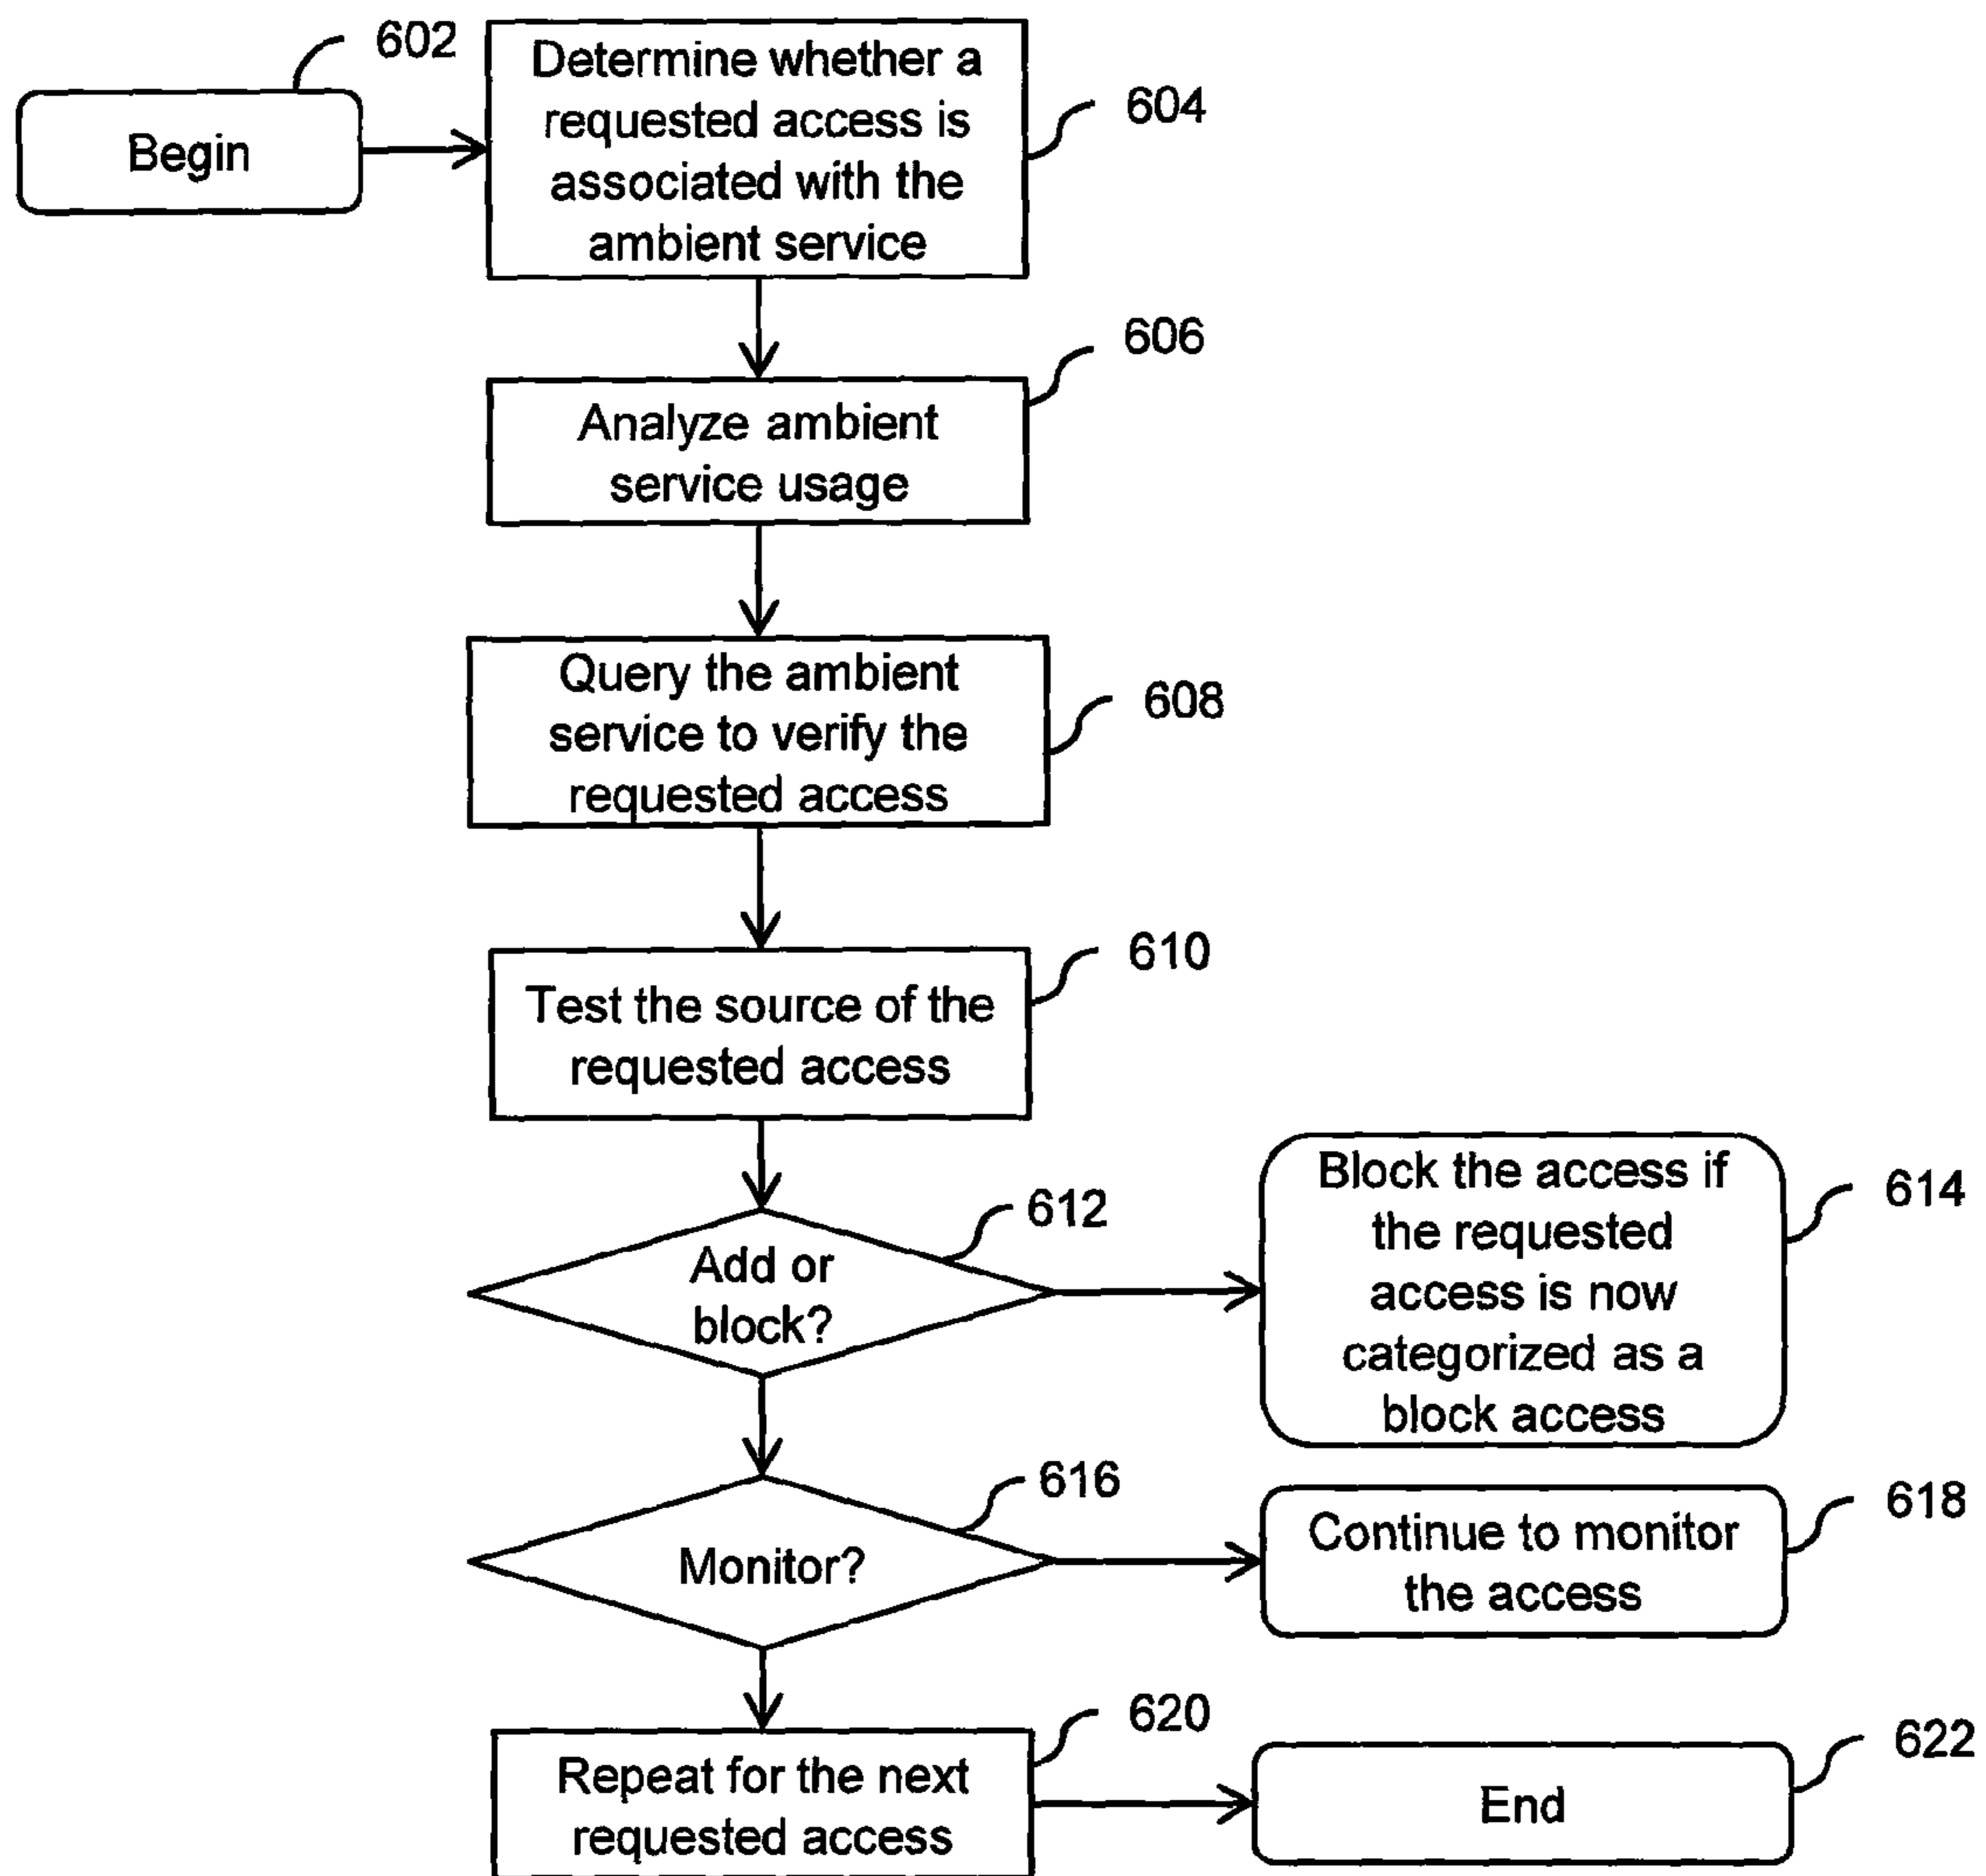 602
Begin
Determine whether a
requested access is
associated with the
ambient service
604
606
Analyze ambient
service usage
Query the ambient
service to verify the
requested access
608
610
Test the source of the
requested access
612
Add or
block?
Block the access if
the requested
access is now
categorized as a
block access
614
616
Monitor?
Continue to monitor
the access
618
620
Repeat for the next
requested access
End
622